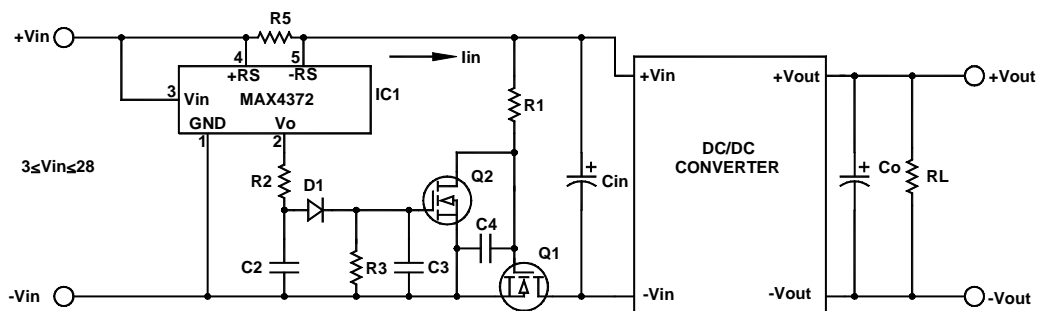 R5
+Vin
4
5
+RS
-RS
Iin
3
Vin
MAX4372
IC1
GND
Vo
1
2
R1
+Vin
+Vout
+Vout
3≤Vin≤28
DC/DC
CONVERTER
R2
D1
Q2
+
Cin
+
Co
RL
C4
Q1
C2
R3
C3
-Vin
-Vin
-Vout
-Vout